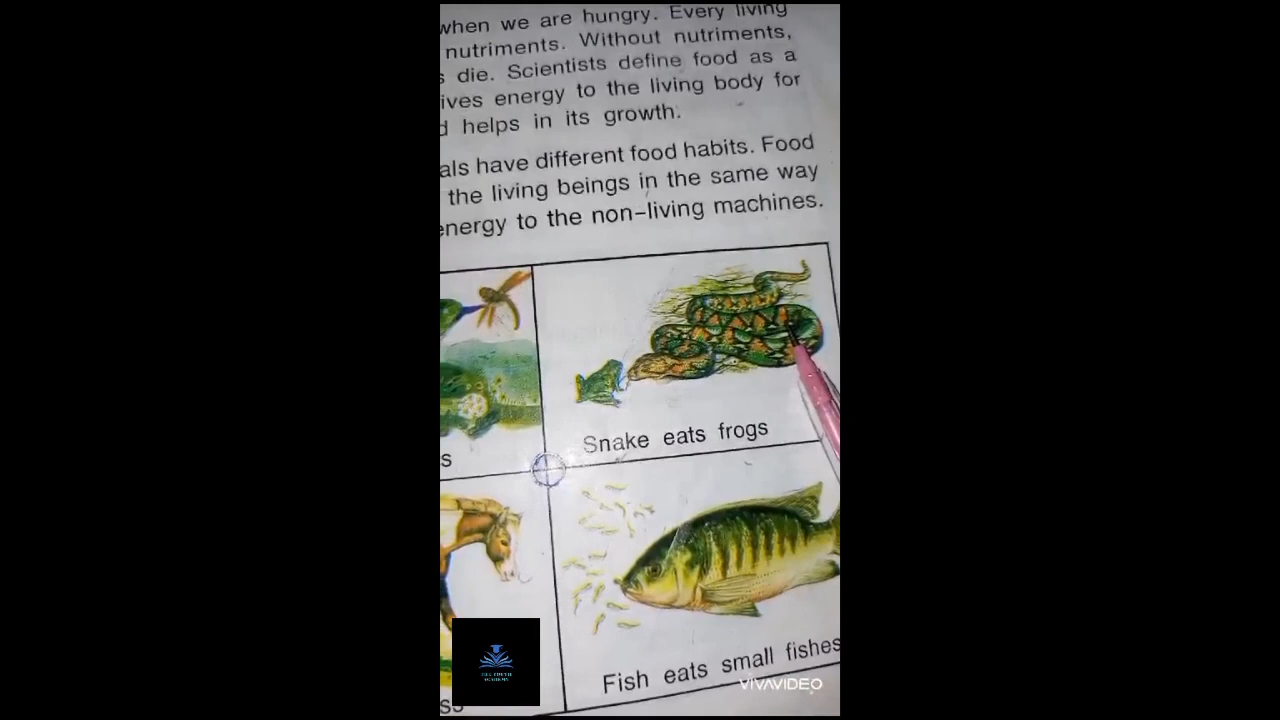 when we are hungry. Every living
nutriments. Without nutriments,
s die. Scientists define food as a
ives energy to the living body for
d helps in its growth.
als have different food habits. Food
the living beings in the same way
energy to the non-living machines.
Snake eats frogs
s
Fish eats small fishes
ss
VIVAVIDEO